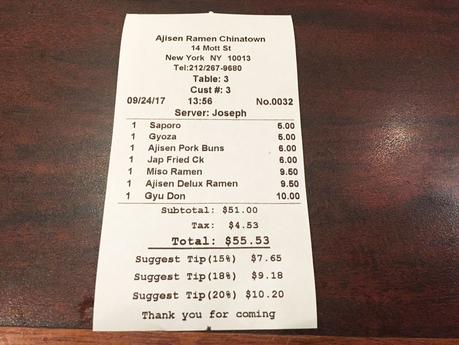 Ajisen Ramen Chinatown
14 Mott St
New York NY 10013
Tel:212/267-9680
Table: 3
Cust #: 3
09/24/17 13:56 No.0032
Server: Joseph
1 Saporo 5.00
1 Gyoza 5.00
1 Ajisen Pork Buns 6.00
1 Jap Fried Ck 6.00
1 Miso Ramen 9.50
1 Ajisen Delux Ramen 9.50
1 Gyu Don 10.00
Subtotal: $51.00
Tax: $4.53
Total: $55.53
Suggest Tip(15%) $7.65
Suggest Tip(18%) $9.18
Suggest Tip(20%) $10.20
Thank you for coming